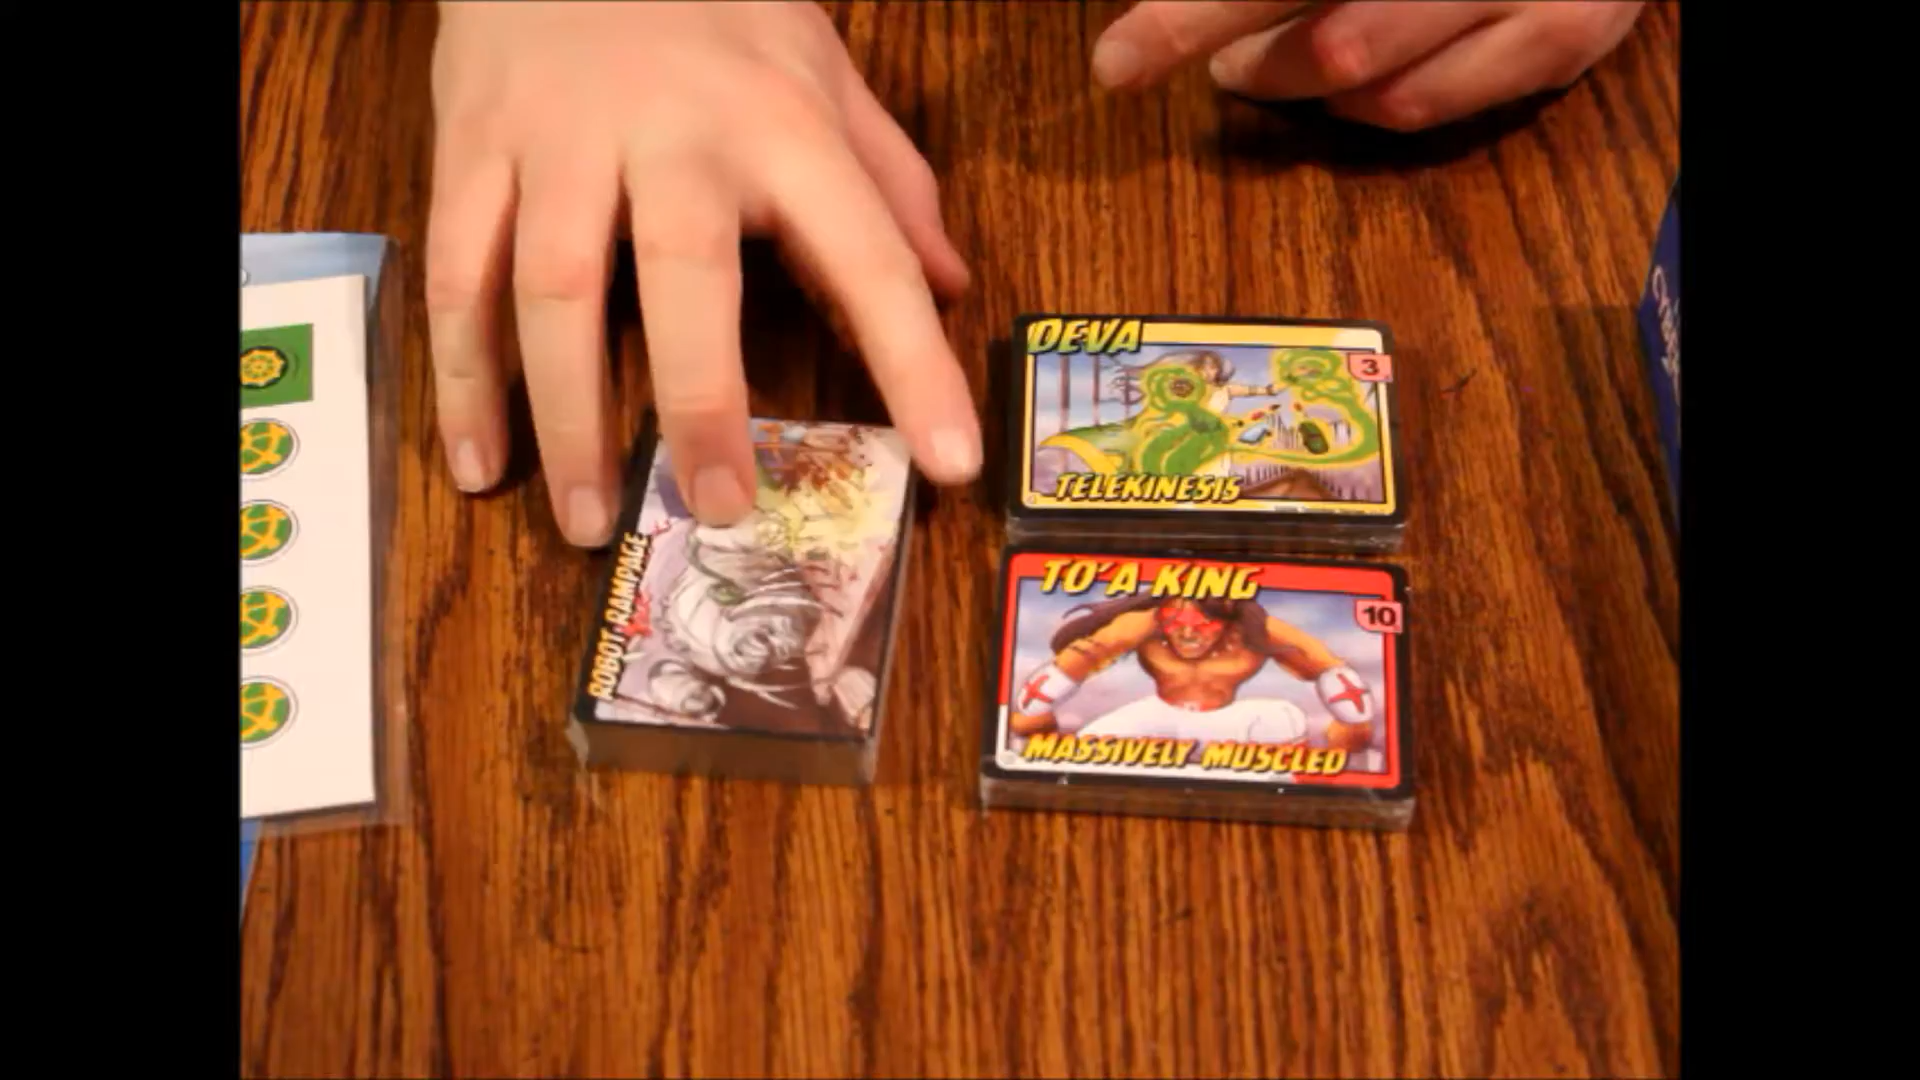 DEVA
3
TELEKINESIS
ROBOT RAMPAGE
TO'A KING
10
MASSIVELY MUSCLED